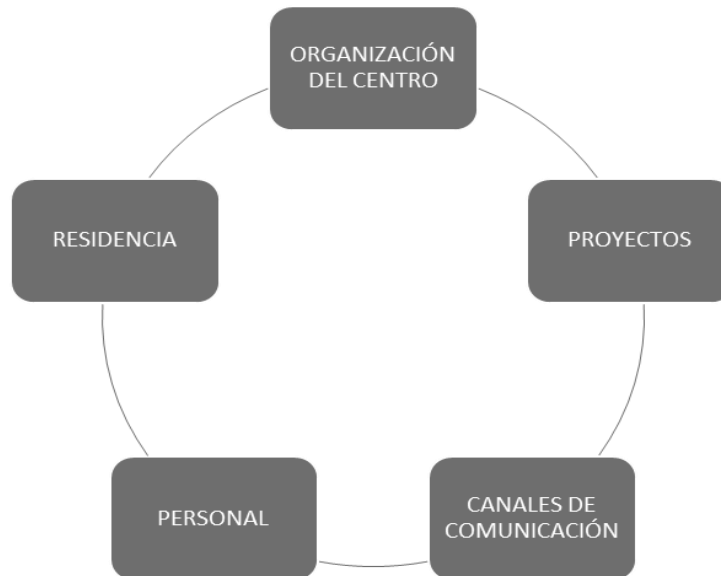 ORGANIZACIÓN
DEL CENTRO
RESIDENCIA
PROYECTOS
PERSONAL
CANALES DE
COMUNICACIÓN